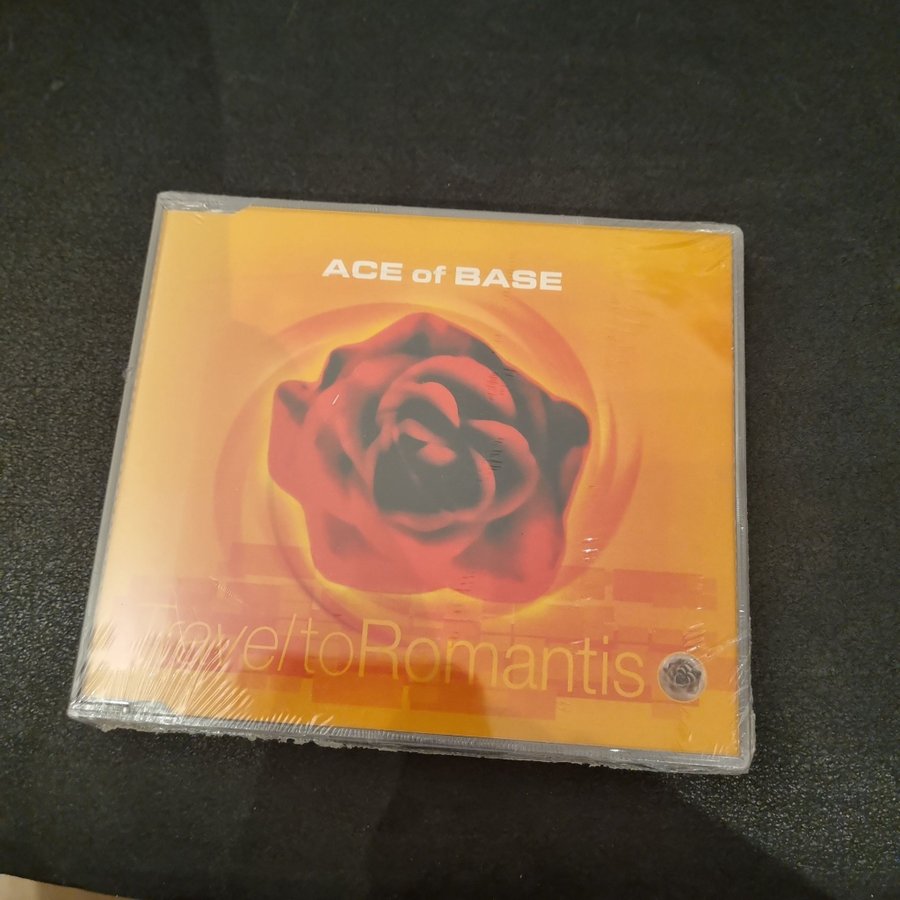 ACE of BASE
Travel to Romantis